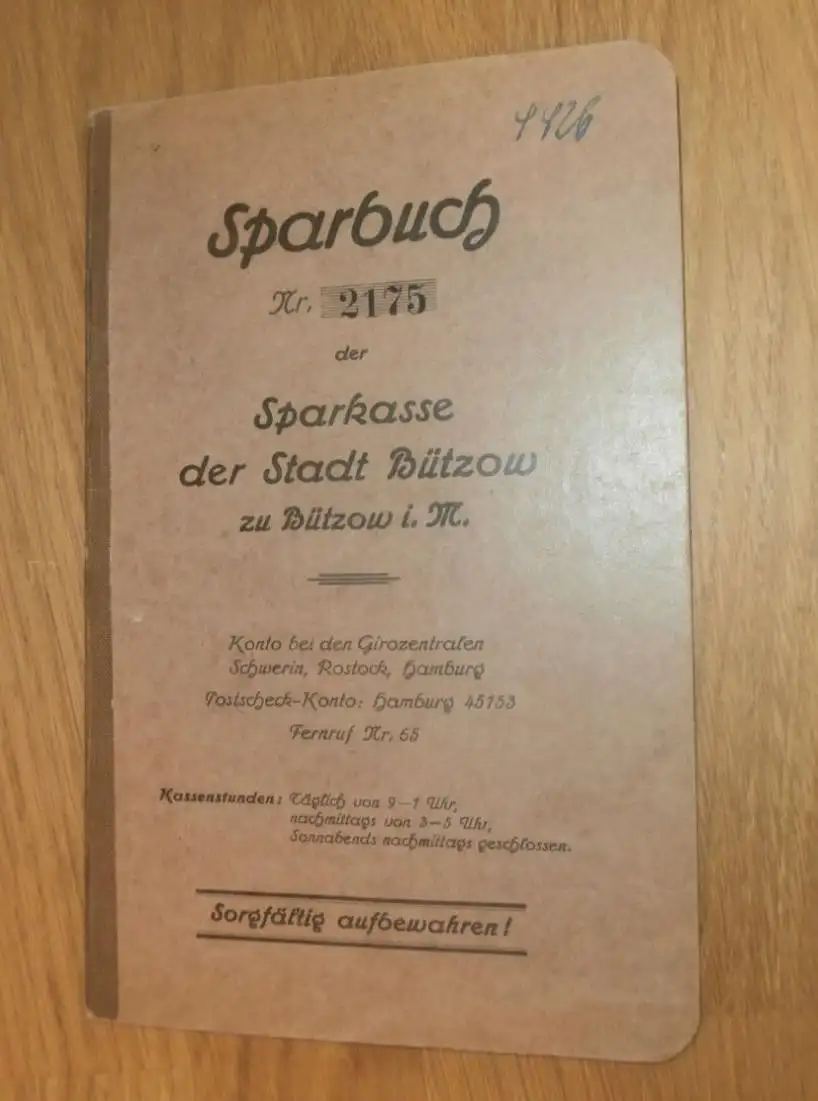 4426
Sparbuch
Nr. 2175
der
Sparkasse
der Stadt Bützow
zu Bützow i. M.
Konto bei den Girozentralen
Schwerin, Rostock, Hamburg
Postscheck-Konto: Hamburg 45153
Fernruf Nr. 65
Kassenstunden: Täglich von 9–1 Uhr,
nachmittags von 3–5 Uhr,
Sonnabends nachmittags geschlossen.
Sorgfältig aufbewahren!